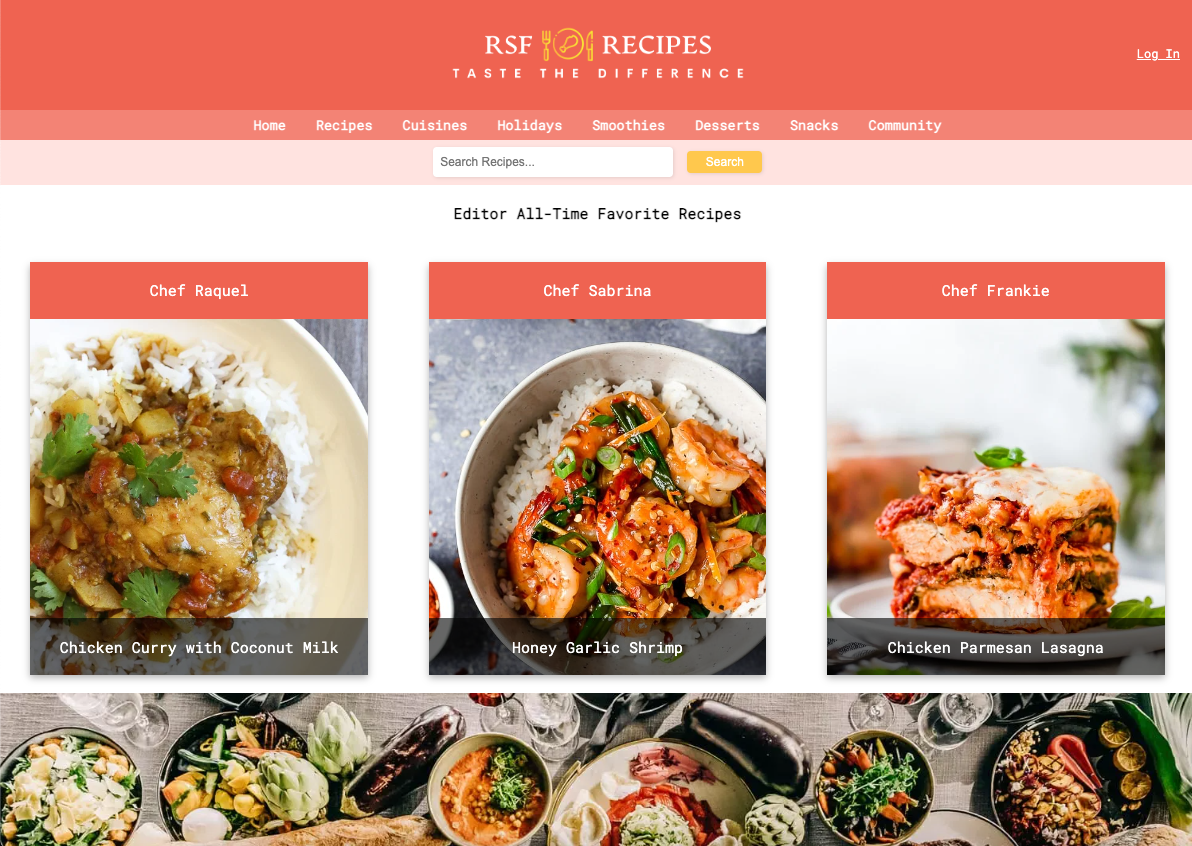 RSF RECIPES
TASTE THE DIFFERENCE
Log In
Home Recipes Cuisines Holidays Smoothies Desserts Snacks Community
Search Recipes... Search
Editor All-Time Favorite Recipes
Chef Raquel Chef Sabrina Chef Frankie
Chicken Curry with Coconut Milk Honey Garlic Shrimp Chicken Parmesan Lasagna